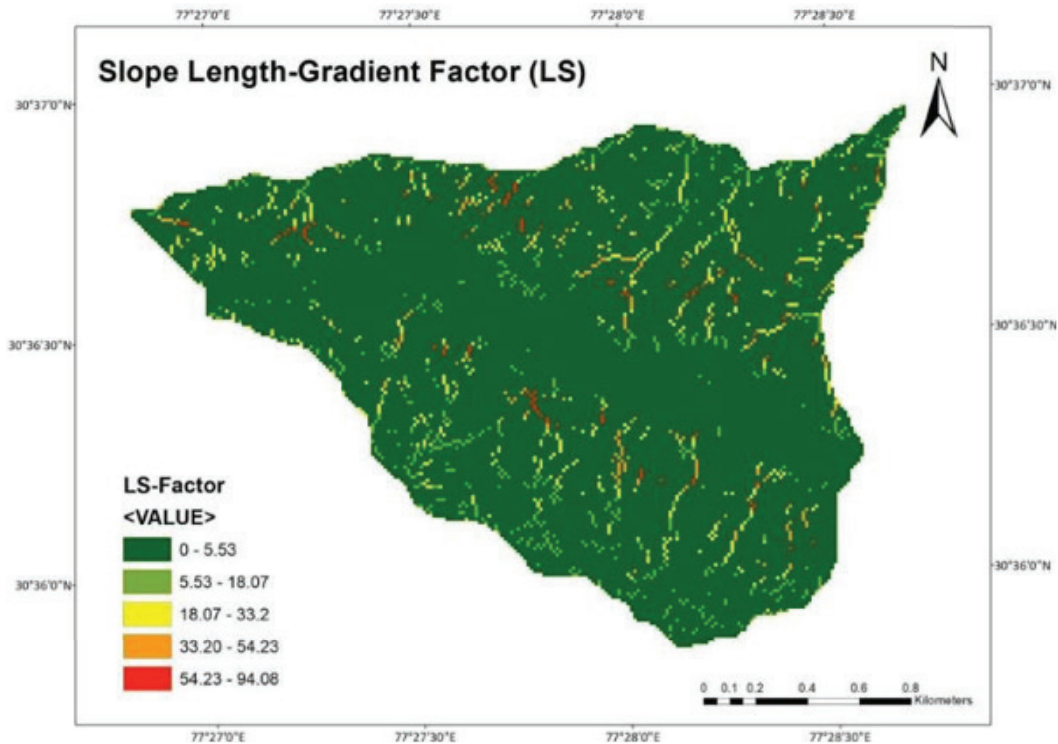 77°27'0"E 77°27'30"E 77°28'0"E 77°28'30"E
Slope Length-Gradient Factor (LS)
N
30°37'0"N 30°37'0"N
30°36'30"N 30°36'30"N
30°36'0"N 30°36'0"N
LS-Factor
<VALUE>
0 - 5.53
5.53 - 18.07
18.07 - 33.2
33.20 - 54.23
54.23 - 94.08
0 0.1 0.2 0.4 0.6 0.8
Kilometers
77°27'0"E 77°27'30"E 77°28'0"E 77°28'30"E